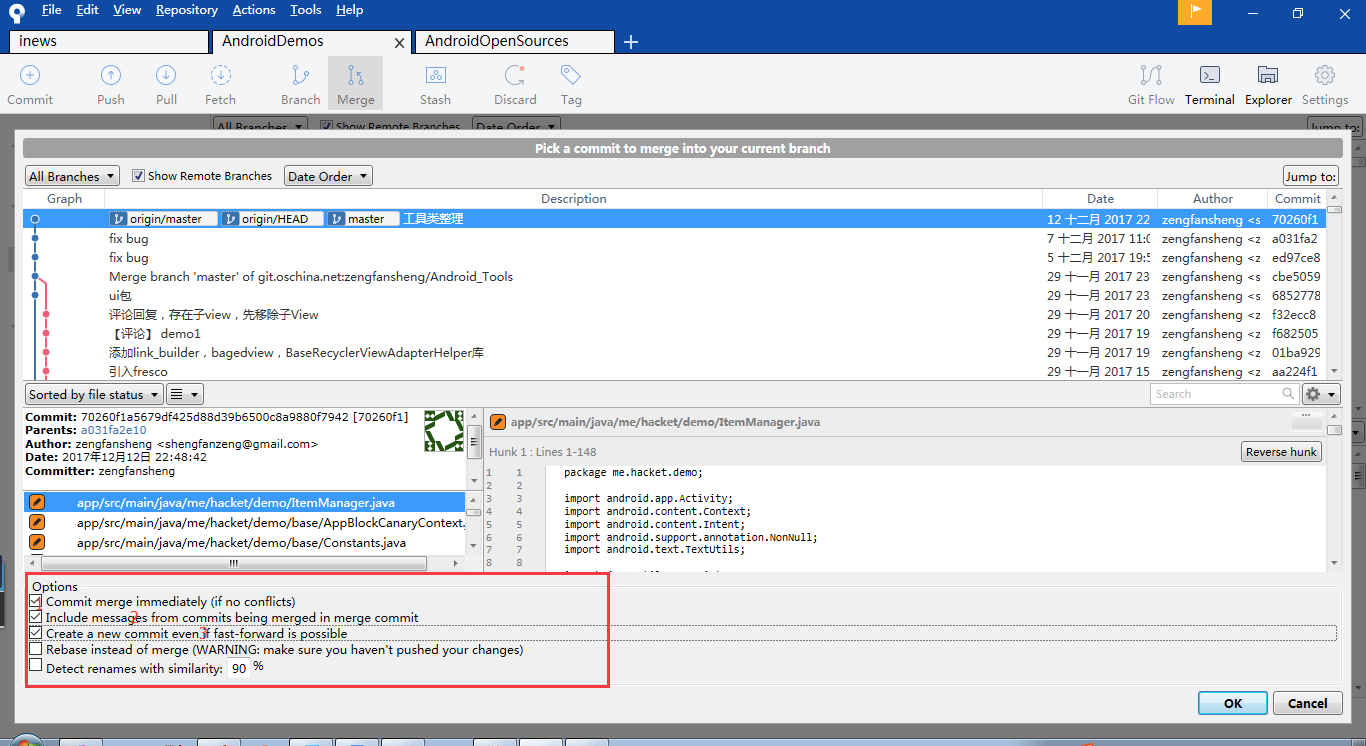 File Edit View Repository Actions Tools Help
inews AndroidDemos AndroidOpenSources
Commit Push Pull Fetch Branch Merge Stash Discard Tag Git Flow Terminal Explorer Settings
All Branches Show Remote Branches Date Order Jump to:
Pick a commit to merge into your current branch
All Branches Show Remote Branches Date Order Jump to:
Graph Description Date Author Commit
origin/master origin/HEAD master 工具类整理 12 十二月 2017 22 zengfansheng <s 70260f1
fix bug 7 十二月 2017 11:0 zengfansheng <z a031fa2
fix bug 5 十二月 2017 19:5 zengfansheng <z ed97ce8
Merge branch 'master' of git.oschina.net:zengfansheng/Android_Tools 29 十一月 2017 23 zengfansheng <s cbe5059
ui包 29 十一月 2017 23 zengfansheng <s 6852778
评论回复，存在子view，先移除子View 29 十一月 2017 20 zengfansheng <z f32ecc8
【评论】 demo1 29 十一月 2017 19 zengfansheng <z f682505
添加link_builder，bagedview，BaseRecyclerViewAdapterHelper库 29 十一月 2017 19 zengfansheng <z 01ba929
引入fresco 29 十一月 2017 15 zengfansheng <z aa224f1
Sorted by file status Search
Commit: 70260f1a5679df425d88d39b6500c8a9880f7942 [70260f1]
Parents: a031fa2e10
Author: zengfansheng <shengfanzeng@gmail.com>
Date: 2017年12月12日 22:48:42
Committer: zengfansheng
app/src/main/java/me/hacket/demo/ItemManager.java
app/src/main/java/me/hacket/demo/base/AppBlockCanaryContext.
app/src/main/java/me/hacket/demo/base/Constants.java
app/src/main/java/me/hacket/demo/ItemManager.java
Hunk 1 : Lines 1-148 Reverse hunk
1 1 package me.hacket.demo;
2 2
3 3 import android.app.Activity;
4 4 import android.content.Context;
5 5 import android.content.Intent;
6 6 import android.support.annotation.NonNull;
7 7 import android.text.TextUtils;
8 8
Options
1 Commit merge immediately (if no conflicts)
2 Include messages from commits being merged in merge commit
3 Create a new commit even if fast-forward is possible
Rebase instead of merge (WARNING: make sure you haven't pushed your changes)
Detect renames with similarity: 90 %
OK Cancel